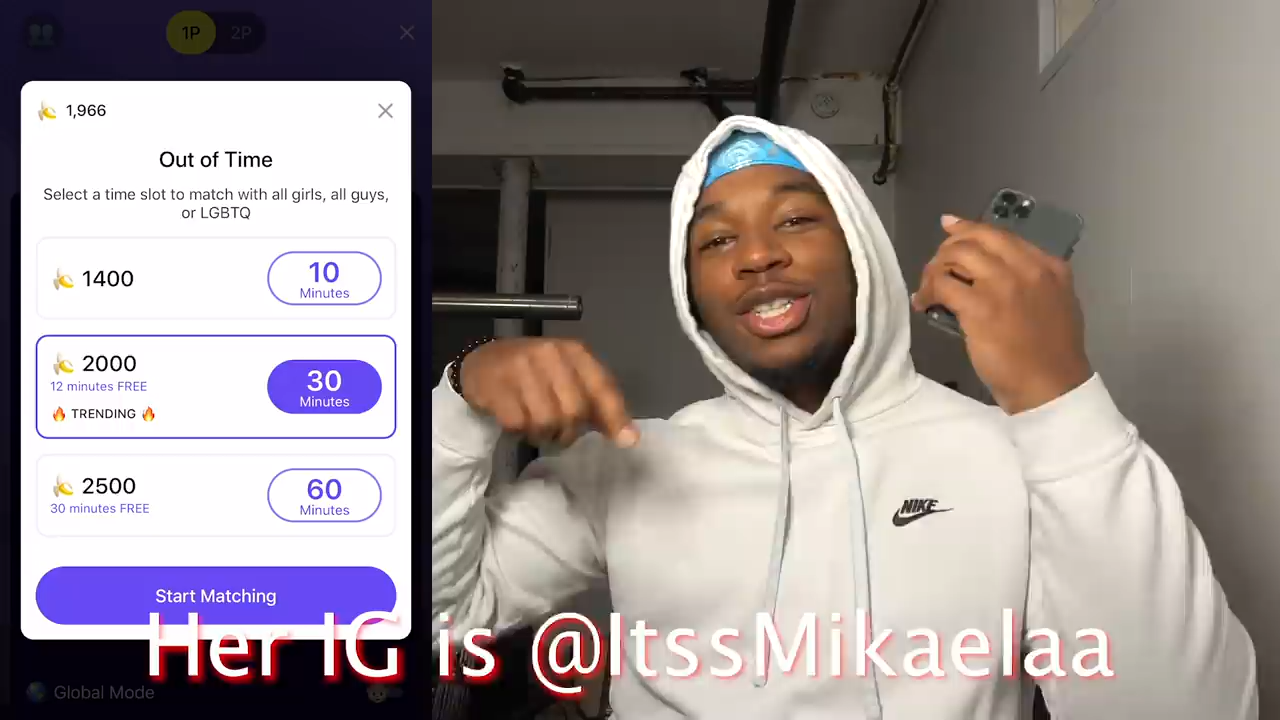 1P 2P
1,966
Out of Time
Select a time slot to match with all girls, all guys,
or LGBTQ
🍌 1400
10
Minutes
🍌 2000
12 minutes FREE
🔥 TRENDING 🔥
30
Minutes
🍌 2500
30 minutes FREE
60
Minutes
Start Matching
Her IG is @ItssMikaelaa
Global Mode
NIKE